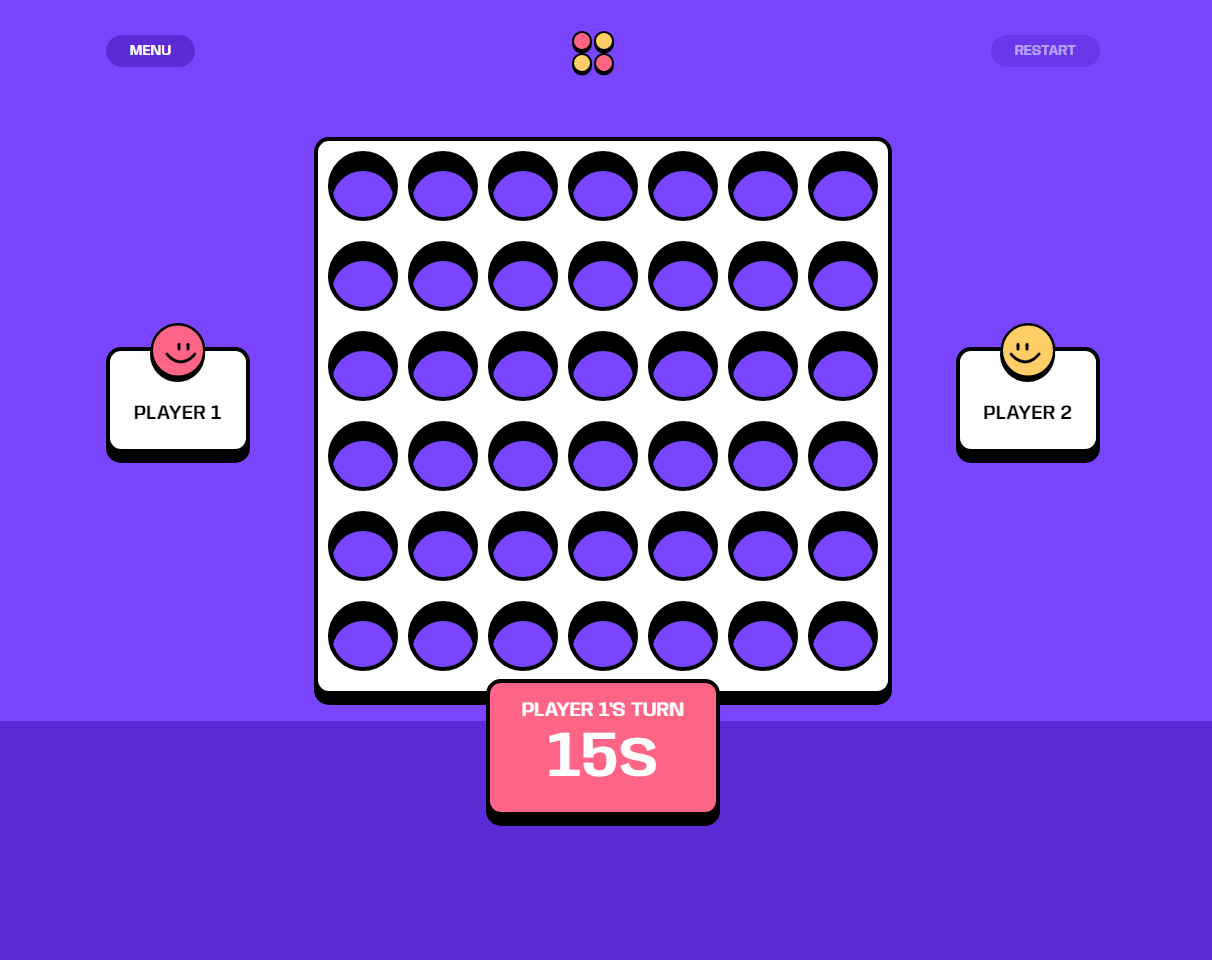 MENU
RESTART
PLAYER 1
PLAYER 2
PLAYER 1'S TURN
15S